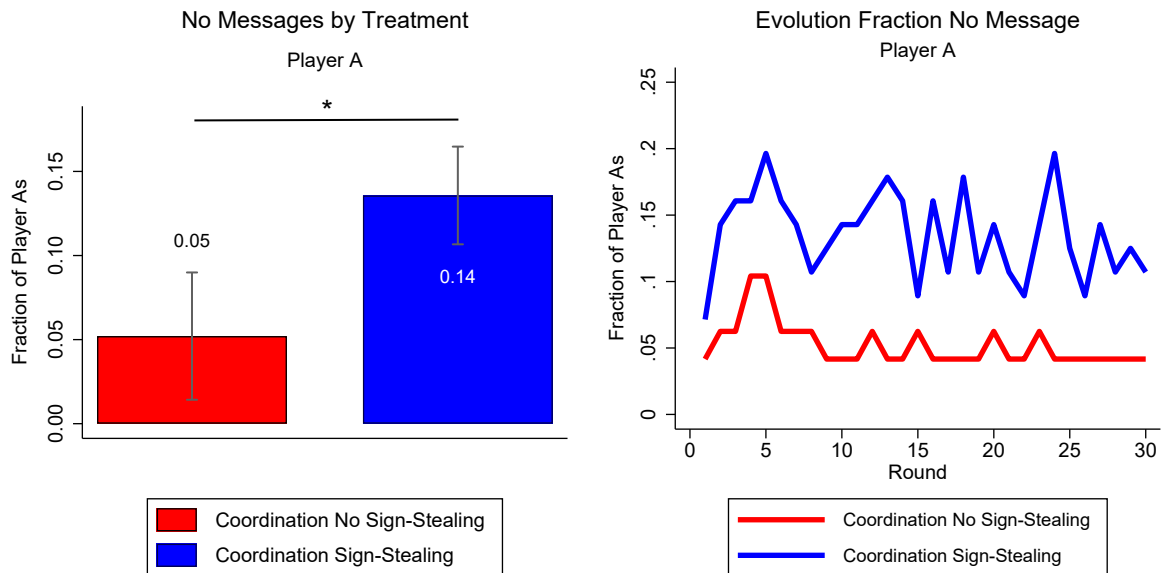 No Messages by Treatment
Player A
*
Fraction of Player As
0.15
0.10
0.05
0.00
0.05
0.14
Coordination No Sign-Stealing
Coordination Sign-Stealing
Evolution Fraction No Message
Player A
Fraction of Player As
.25
.2
.15
.1
.05
0
0 5 10 15 20 25 30
Round
Coordination No Sign-Stealing
Coordination Sign-Stealing